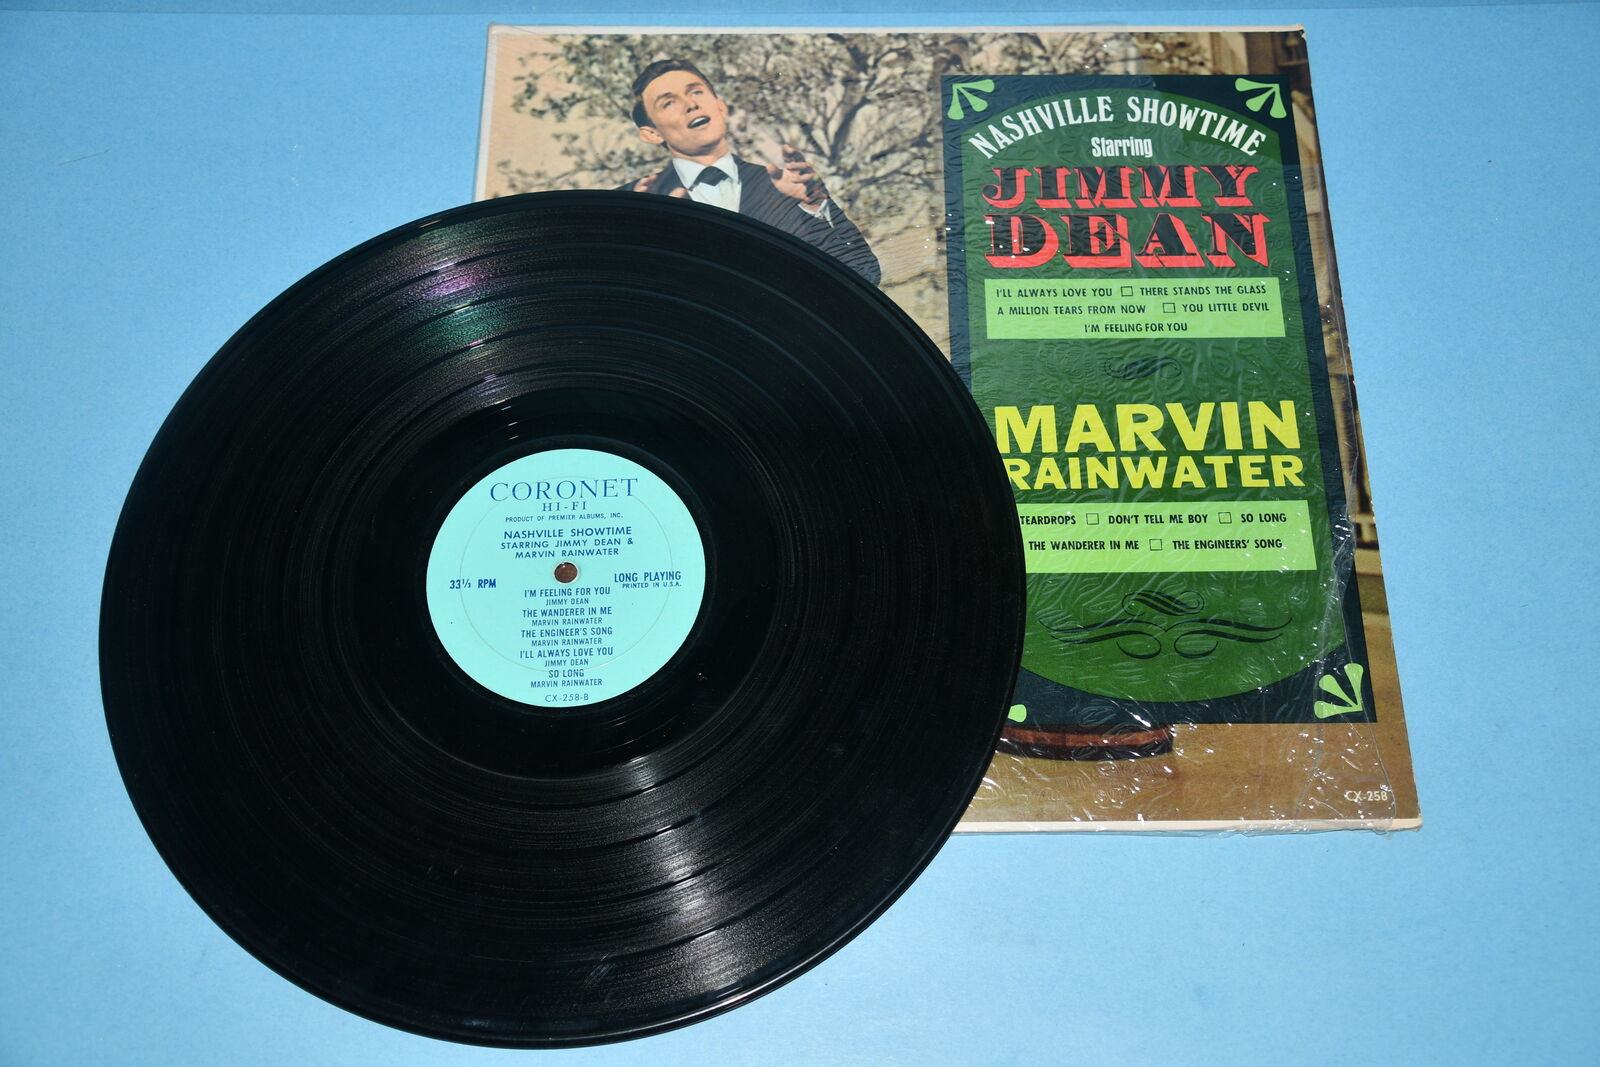 NASHVILLE SHOWTIME
Starring
JIMMY
DEAN
I'LL ALWAYS LOVE YOU □ THERE STANDS THE GLASS
A MILLION TEARS FROM NOW □ YOU LITTLE DEVIL
I'M FEELING FOR YOU
MARVIN
RAINWATER
TEARDROPS □ DON'T TELL ME BOY □ SO LONG
THE WANDERER IN ME □ THE ENGINEERS' SONG
CX-258
CORONET
HI-FI
PRODUCT OF PREMIER ALBUMS, INC.
NASHVILLE SHOWTIME
STARRING JIMMY DEAN &
MARVIN RAINWATER
33⅓ RPM
LONG PLAYING
PRINTED IN U.S.A.
I'M FEELING FOR YOU
JIMMY DEAN
THE WANDERER IN ME
MARVIN RAINWATER
THE ENGINEER'S SONG
MARVIN RAINWATER
I'LL ALWAYS LOVE YOU
JIMMY DEAN
SO LONG
MARVIN RAINWATER
CX-258-B